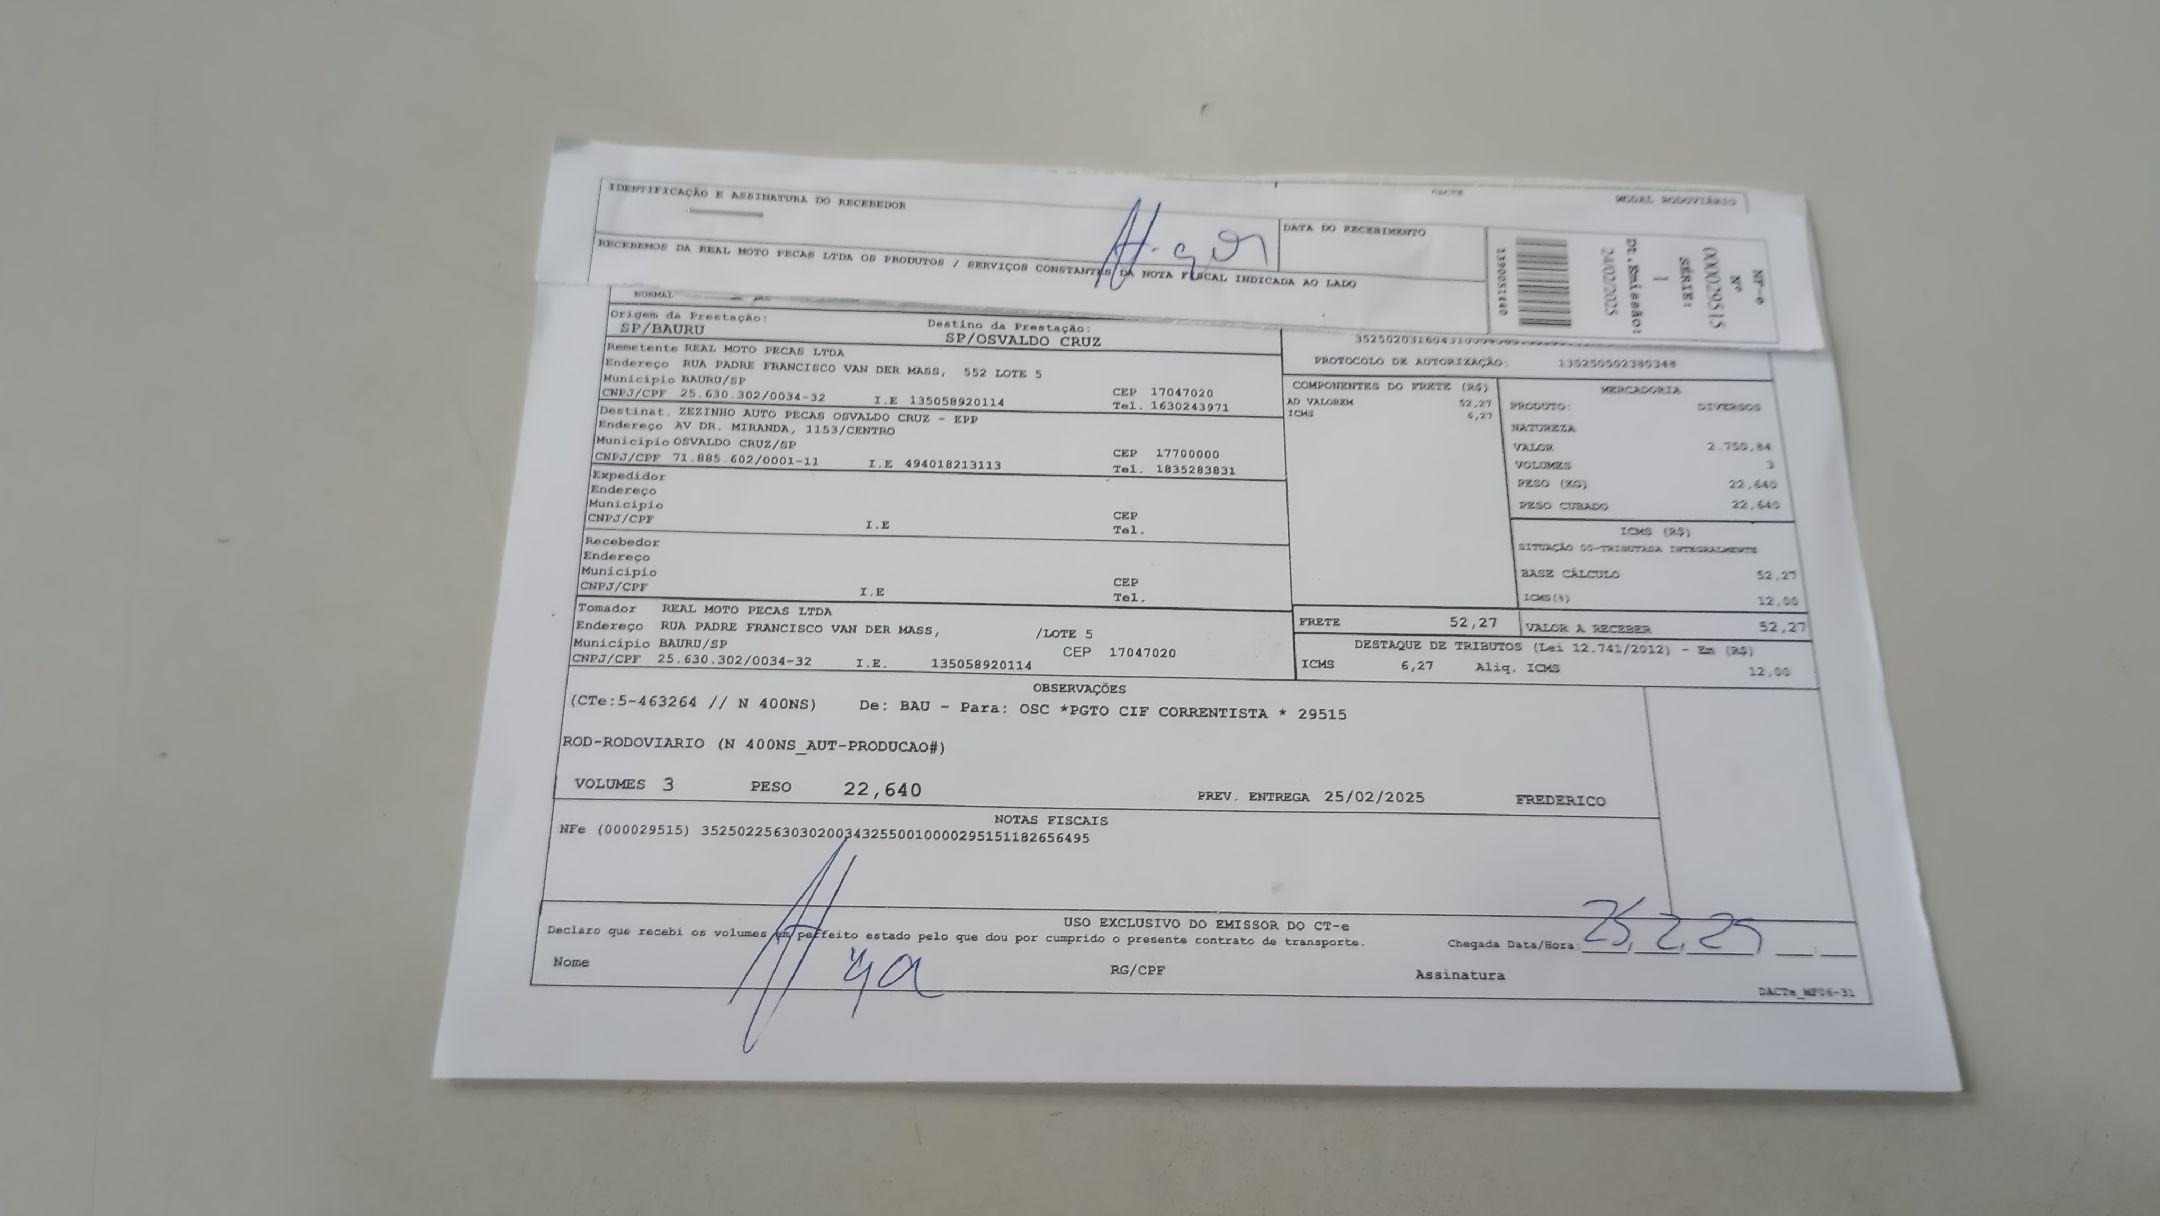 IDENTIFICAÇÃO E ASSINATURA DO RECEBEDOR
DACTE
MODAL RODOVIÁRIO
DATA DO RECEBIMENTO
RECEBEMOS DA REAL MOTO PECAS LTDA OS PRODUTOS / SERVIÇOS CONSTANTES DA NOTA FISCAL INDICADA AO LADO
1390051440
NF-e
Nº
000029515
SÉRIE:
1
Dt.Emissão:
24/02/2025
NORMAL
Origem da Prestação:
SP/BAURU
Destino da Prestação:
SP/OSVALDO CRUZ
PROTOCOLO DE AUTORIZAÇÃO: 135250502380348
Remetente REAL MOTO PECAS LTDA
Endereço RUA PADRE FRANCISCO VAN DER MASS, 552 LOTE 5
Município BAURU/SP CEP 17047020
CNPJ/CPF 25.630.302/0034-32 I.E 135058920114 Tel. 1630243971
Destinat. ZEZINHO AUTO PECAS OSVALDO CRUZ - EPP
Endereço AV DR. MIRANDA, 1153/CENTRO
Município OSVALDO CRUZ/SP CEP 17700000
CNPJ/CPF 71.885.602/0001-11 I.E 494018213113 Tel. 1835283831
Expedidor
Endereço
Município CEP
CNPJ/CPF I.E Tel.
Recebedor
Endereço
Município CEP
CNPJ/CPF I.E Tel.
Tomador REAL MOTO PECAS LTDA
Endereço RUA PADRE FRANCISCO VAN DER MASS, /LOTE 5
Município BAURU/SP CEP 17047020
CNPJ/CPF 25.630.302/0034-32 I.E. 135058920114
COMPONENTES DO FRETE (R$)
AD VALOREM 52,27
ICMS 6,27
MERCADORIA
PRODUTO: DIVERSOS
NATUREZA
VALOR 2.750,84
VOLUMES 3
PESO (KG) 22,640
PESO CUBADO 22,640
ICMS (R$)
SITUAÇÃO 00-TRIBUTADA INTEGRALMENTE
BASE CÁLCULO 52,27
ICMS(%) 12,00
FRETE 52,27 VALOR A RECEBER 52,27
DESTAQUE DE TRIBUTOS (Lei 12.741/2012) - Em (R$)
ICMS 6,27 Aliq. ICMS 12,00
OBSERVAÇÕES
(CTe:5-463264 // N 400NS) De: BAU - Para: OSC *PGTO CIF CORRENTISTA * 29515
ROD-RODOVIARIO (N 400NS_AUT-PRODUCAO#)
VOLUMES 3 PESO 22,640 PREV. ENTREGA 25/02/2025 FREDERICO
NOTAS FISCAIS
NFe (000029515) 35250225630302003432550010000295151182656495
USO EXCLUSIVO DO EMISSOR DO CT-e
Declaro que recebi os volumes em perfeito estado pelo que dou por cumprido o presente contrato de transporte. Chegada Data/Hora: 25, 2, 25
Nome RG/CPF Assinatura
DACTe_MF06-31